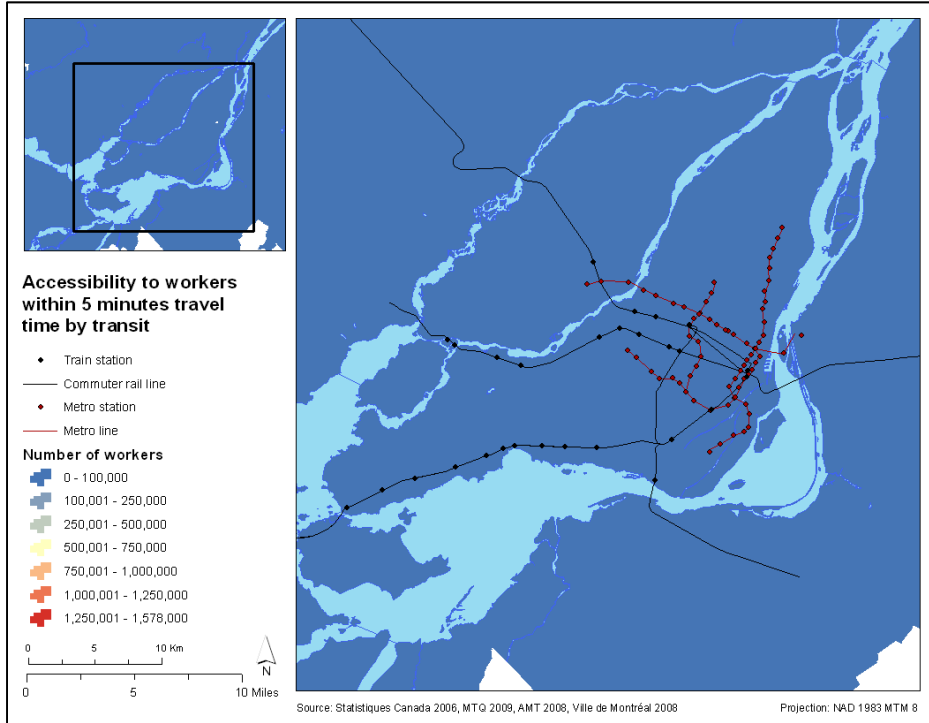 Accessibility to workers
within 5 minutes travel
time by transit
Train station
Commuter rail line
Metro station
Metro line
Number of workers
0 - 100,000
100,001 - 250,000
250,001 - 500,000
500,001 - 750,000
750,001 - 1,000,000
1,000,001 - 1,250,000
1,250,001 - 1,578,000
0 5 10 Km
N
0 5 10 Miles
Source: Statistiques Canada 2006, MTQ 2009, AMT 2008, Ville de Montréal 2008
Projection: NAD 1983 MTM 8